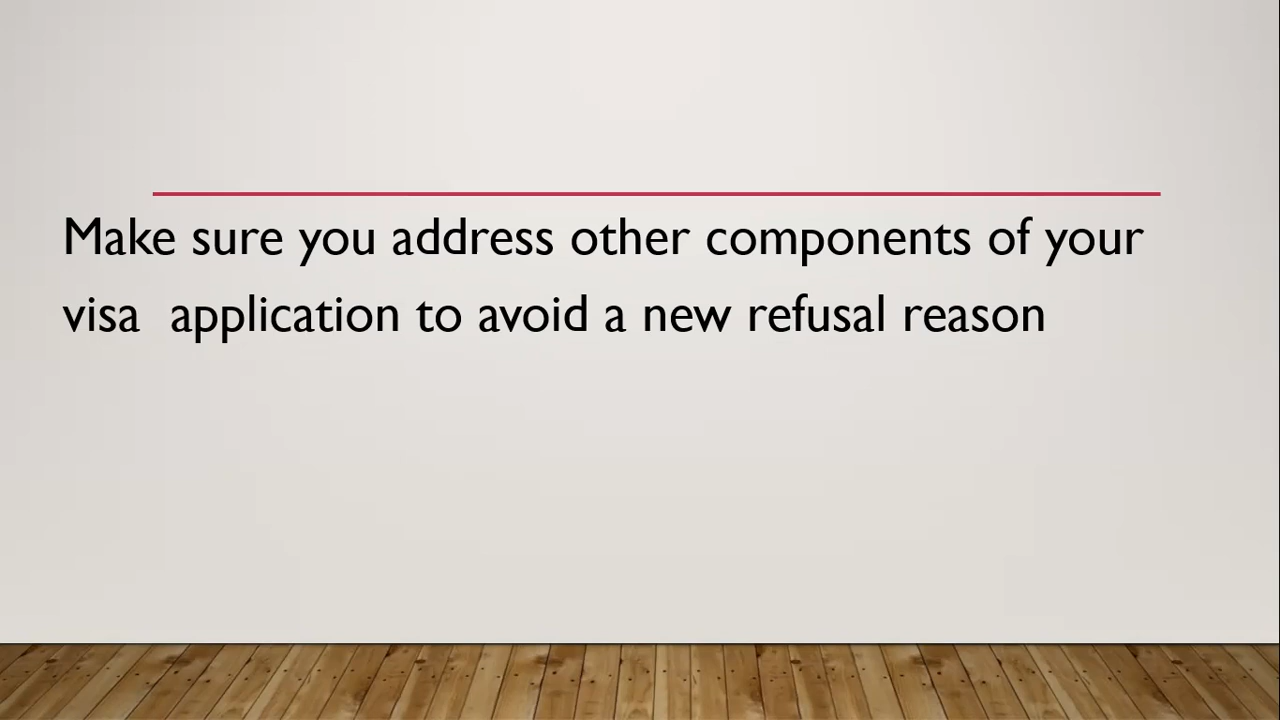 Make sure you address other components of your
visa  application to avoid a new refusal reason